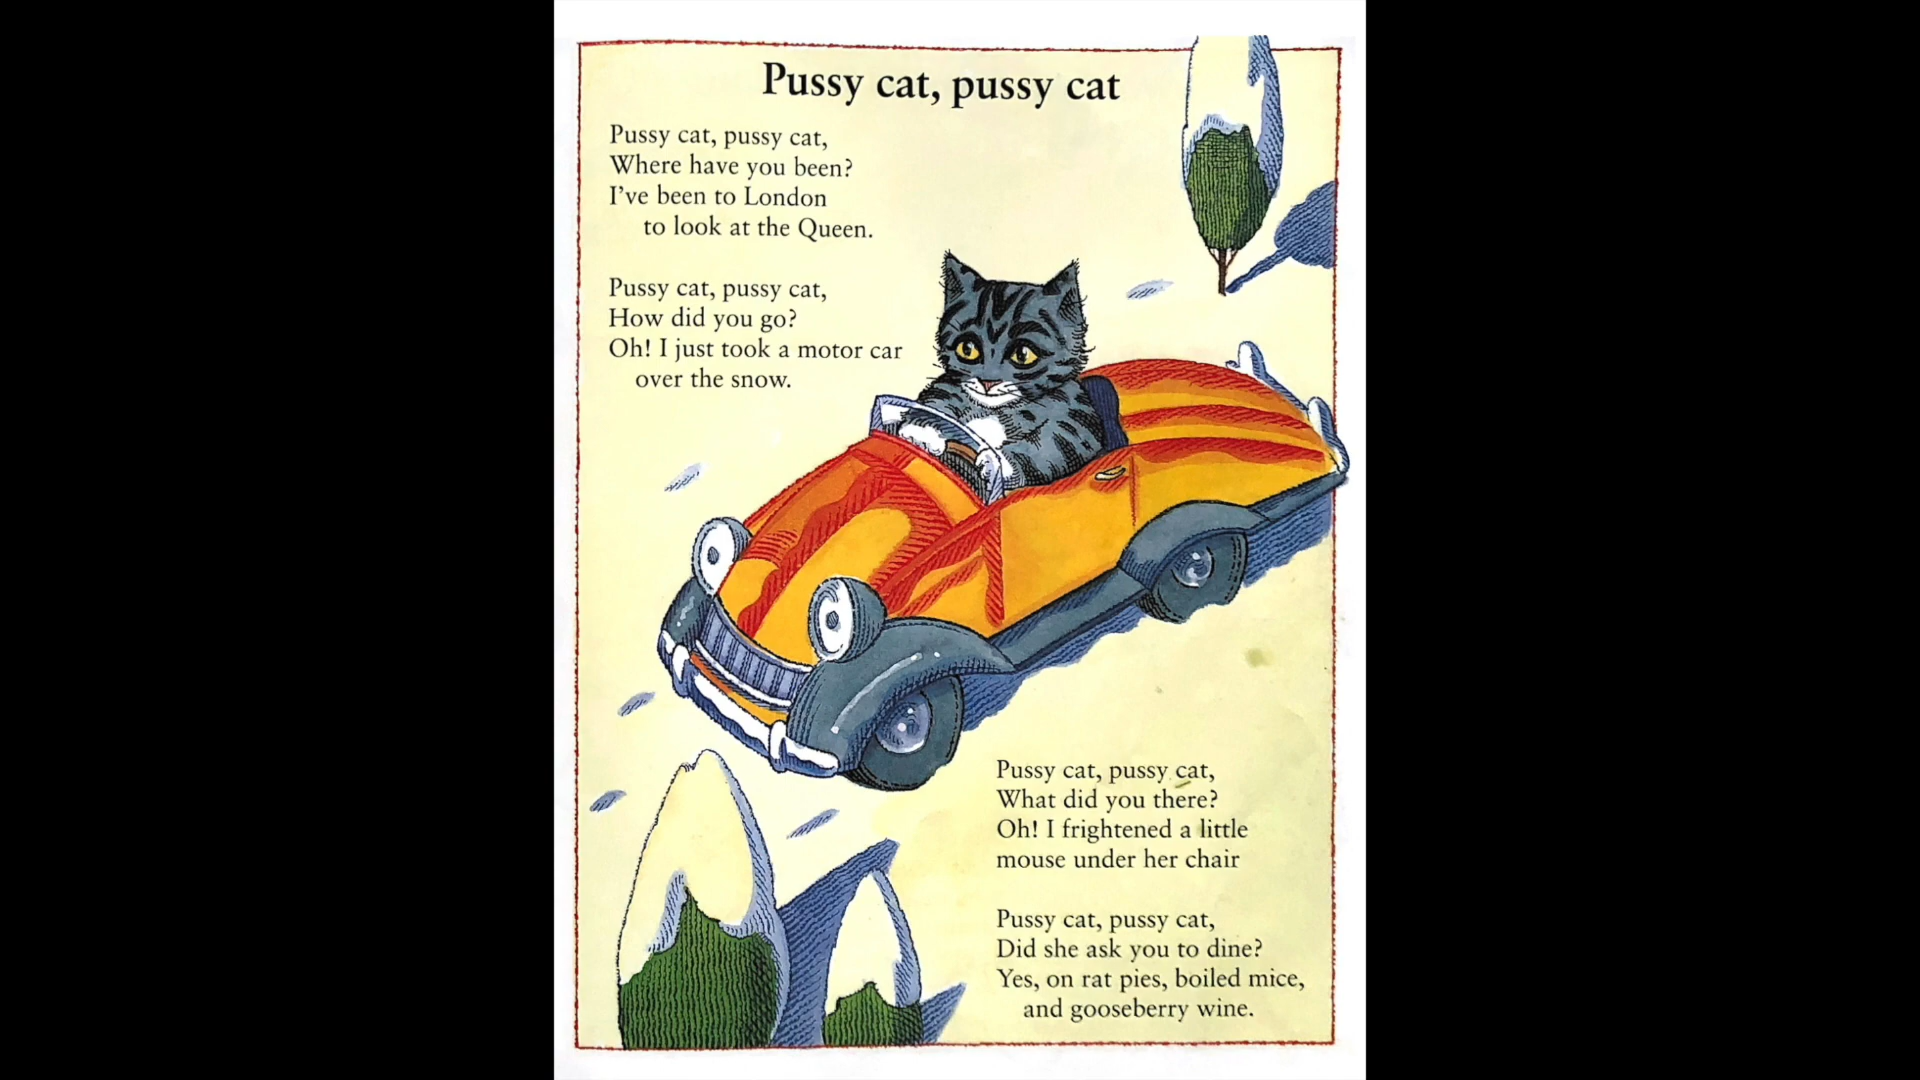 Pussy cat, pussy cat
Pussy cat, pussy cat,
Where have you been?
I've been to London
to look at the Queen.
Pussy cat, pussy cat,
How did you go?
Oh! I just took a motor car
over the snow.
Pussy cat, pussy cat,
What did you there?
Oh! I frightened a little
mouse under her chair
Pussy cat, pussy cat,
Did she ask you to dine?
Yes, on rat pies, boiled mice,
and gooseberry wine.